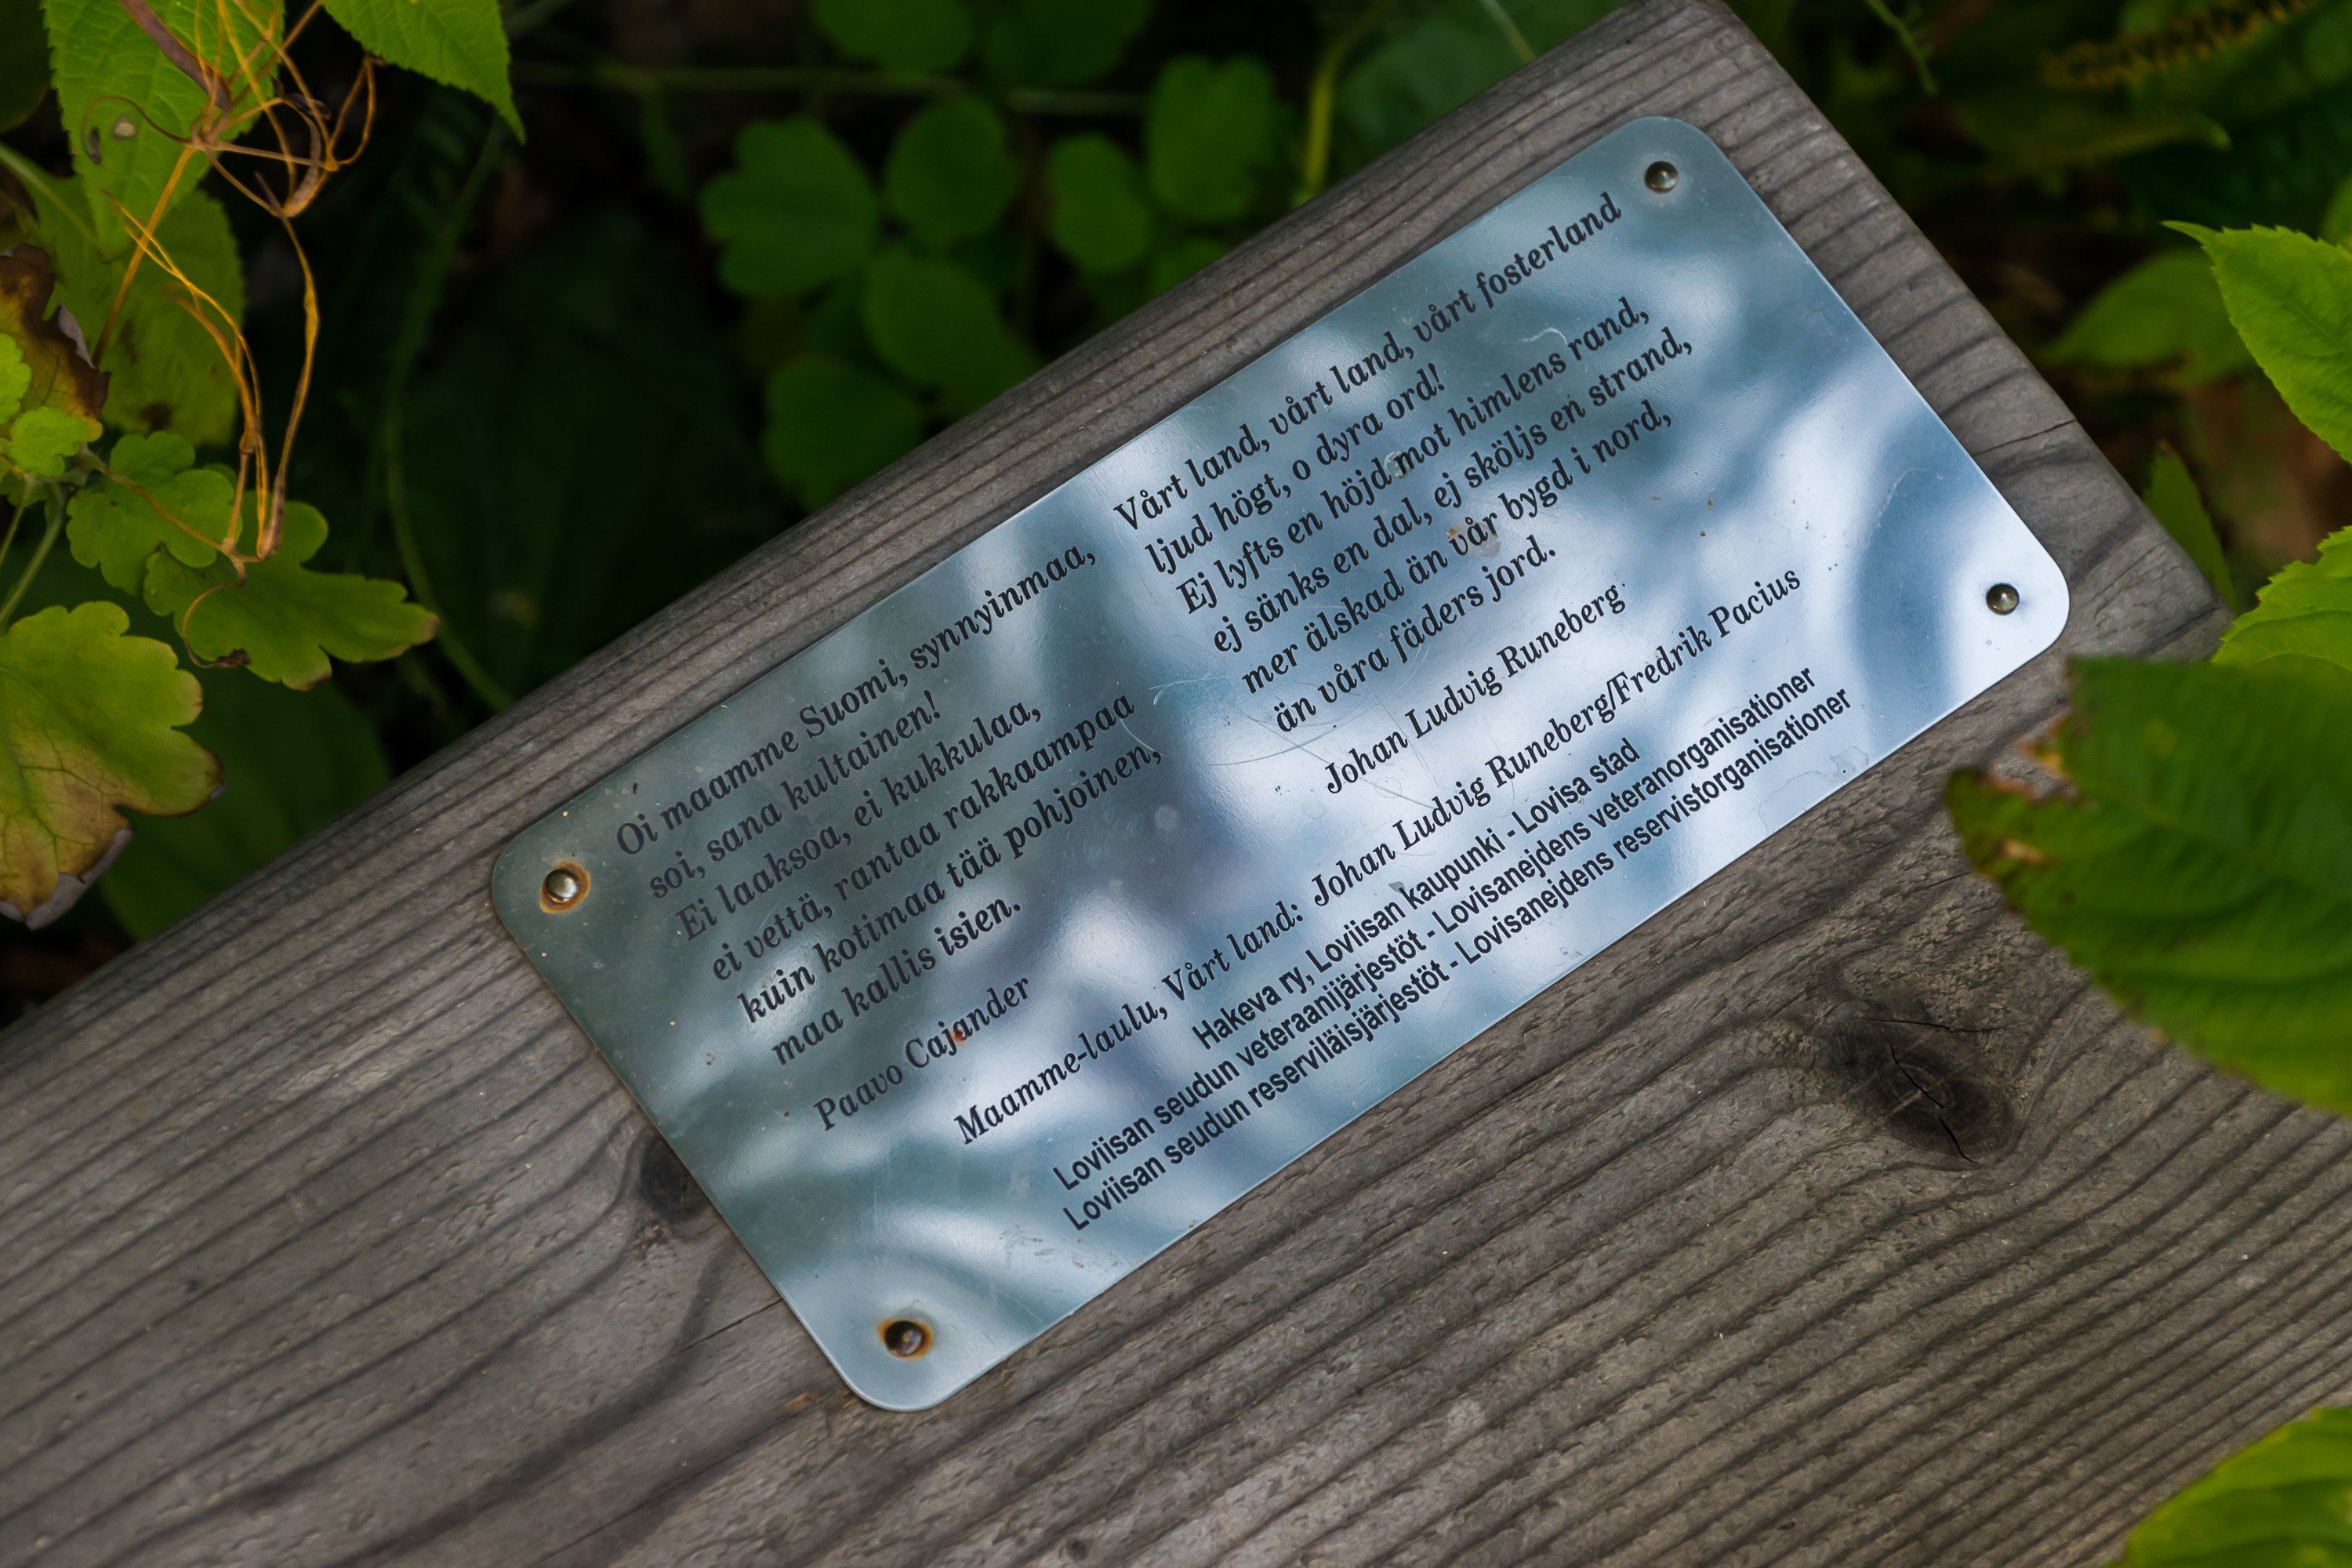 Oi maamme Suomi, synnyinmaa,
soi, sana kultainen!
Ei laaksoa, ei kukkulaa,
ei vettä, rantaa rakkaampaa
kuin kotimaa tää pohjoinen,
maa kallis isien.
Paavo Cajander
Vårt land, vårt land, vårt fosterland
ljud högt, o dyra ord!
Ej lyfts en höjd mot himlens rand,
ej sänks en dal, ej sköljs en strand,
mer älskad än vår bygd i nord,
än våra fäders jord.
Johan Ludvig Runeberg
Maamme-laulu, Vårt land: Johan Ludvig Runeberg/Fredrik Pacius
Hakeva ry, Loviisan kaupunki - Lovisa stad
Loviisan seudun veteraanijärjestöt - Lovisanejdens veteranorganisationer
Loviisan seudun reserviläisjärjestöt - Lovisanejdens reservistorganisationer